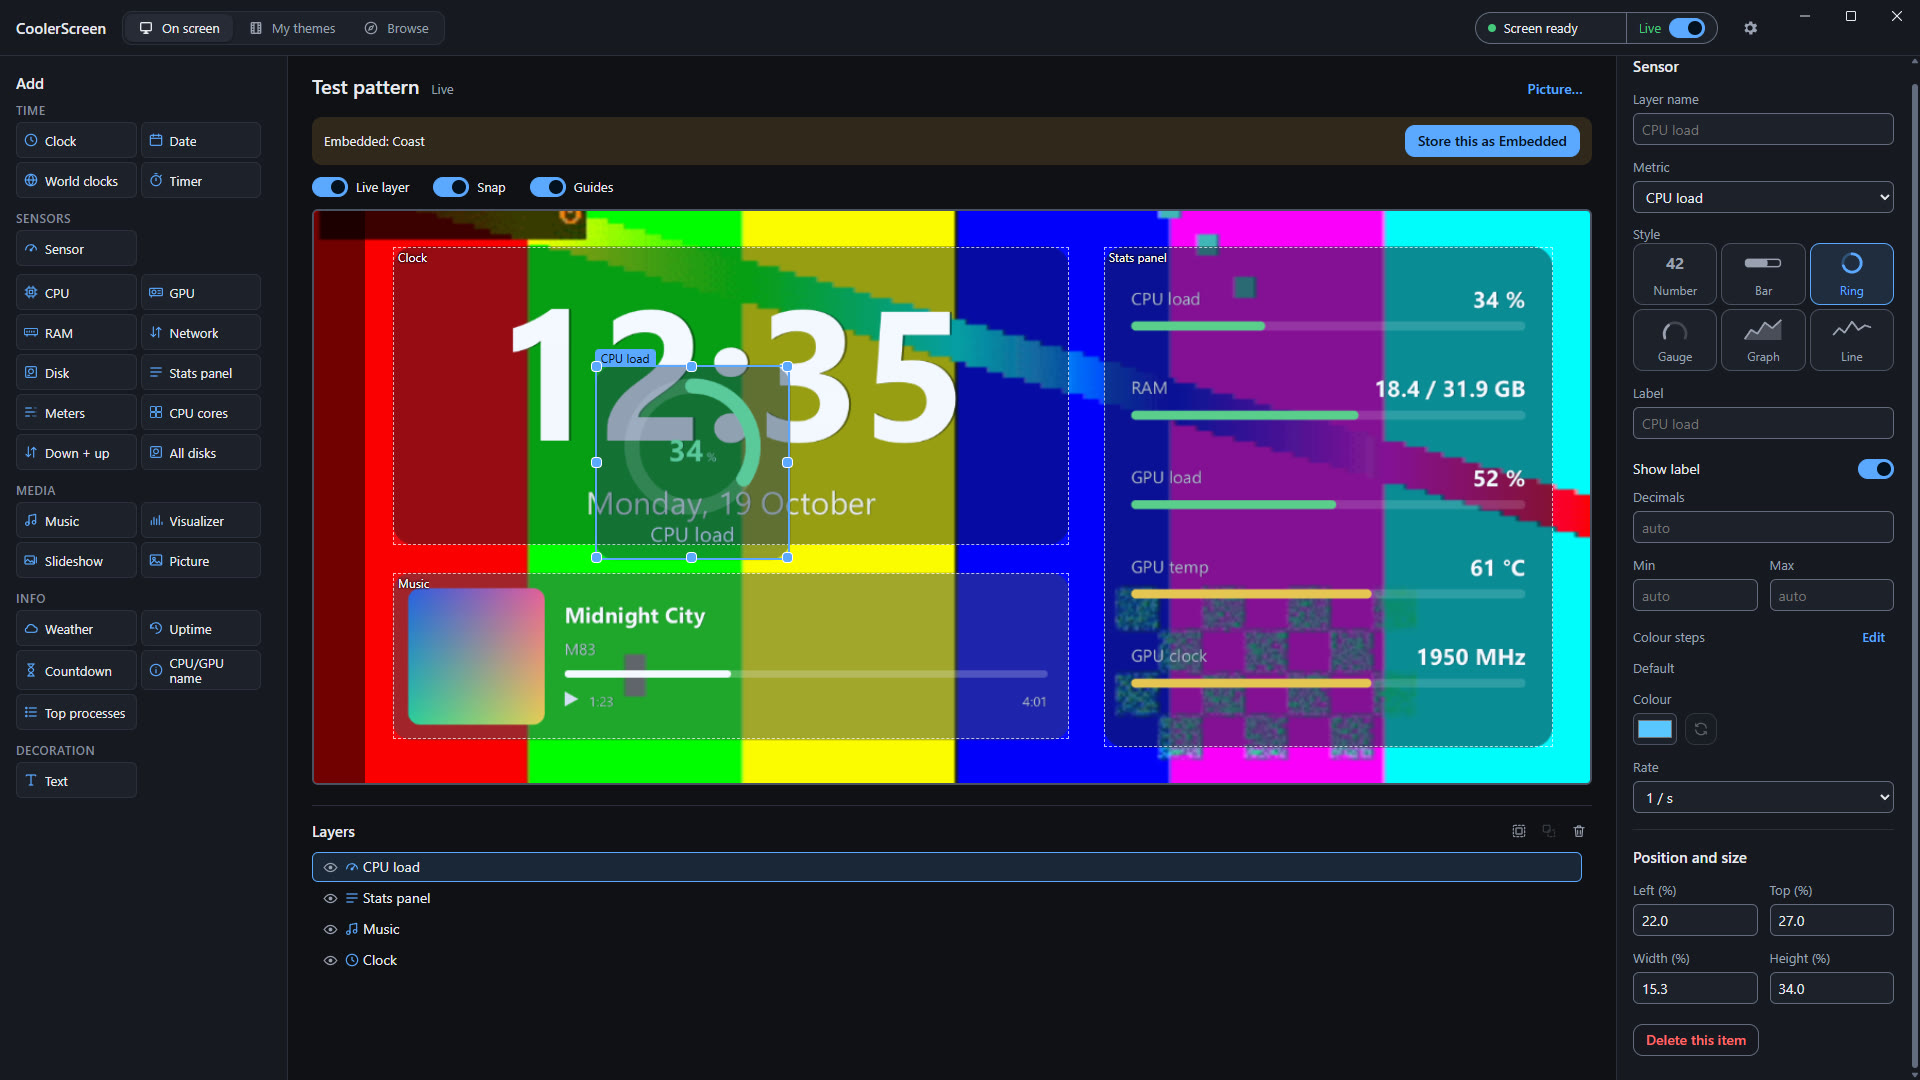 CoolerScreen
On screen
My themes
Browse
Screen ready
Live
Add
TIME
Clock
Date
World clocks
Timer
SENSORS
Sensor
CPU
GPU
RAM
Network
Disk
Stats panel
Meters
CPU cores
Down + up
All disks
MEDIA
Music
Visualizer
Slideshow
Picture
INFO
Weather
Uptime
Countdown
CPU/GPU
name
Top processes
DECORATION
Text
Test pattern
Live
Picture...
Embedded: Coast
Store this as Embedded
Live layer
Snap
Guides
Clock
12:35
CPU load
34 %
Monday, 19 October
CPU load
Music
Midnight City
M83
1:23
4:01
Stats panel
CPU load
34 %
RAM
18.4 / 31.9 GB
GPU load
52 %
GPU temp
61 °C
GPU clock
1950 MHz
Layers
CPU load
Stats panel
Music
Clock
Sensor
Layer name
CPU load
Metric
CPU load
Style
42
Number
Bar
Ring
Gauge
Graph
Line
Label
CPU load
Show label
Decimals
auto
Min
Max
auto
auto
Colour steps
Edit
Default
Colour
Rate
1 / s
Position and size
Left (%)
Top (%)
22.0
27.0
Width (%)
Height (%)
15.3
34.0
Delete this item